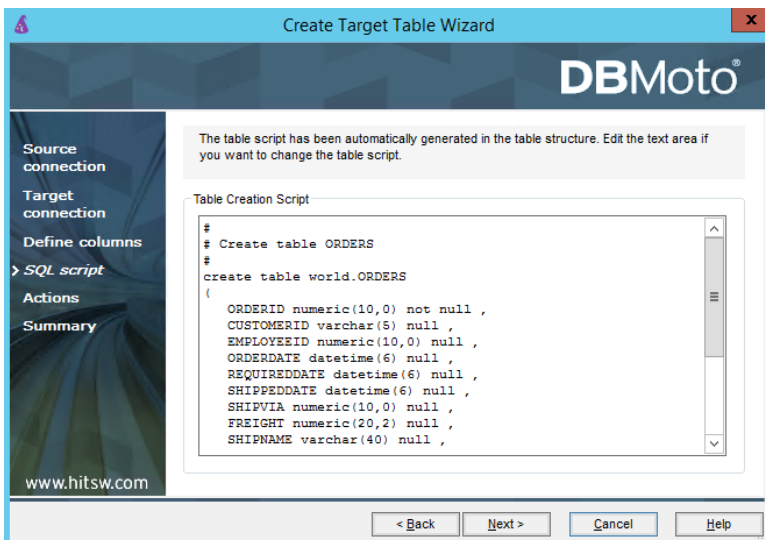 Create Target Table Wizard
x
DBMoto®
Source
connection
Target
connection
Define columns
SQL script
Actions
Summary
www.hitsw.com
The table script has been automatically generated in the table structure. Edit the text area if
you want to change the table script.
Table Creation Script
#
# Create table ORDERS
#
create table world.ORDERS
(
ORDERID numeric(10,0) not null ,
CUSTOMERID varchar(5) null ,
EMPLOYEEID numeric(10,0) null ,
ORDERDATE datetime(6) null ,
REQUIREDDATE datetime(6) null ,
SHIPPEDDATE datetime(6) null ,
SHIPVIA numeric(10,0) null ,
FREIGHT numeric(20,2) null ,
SHIPNAME varchar(40) null ,
< Back
Next >
Cancel
Help